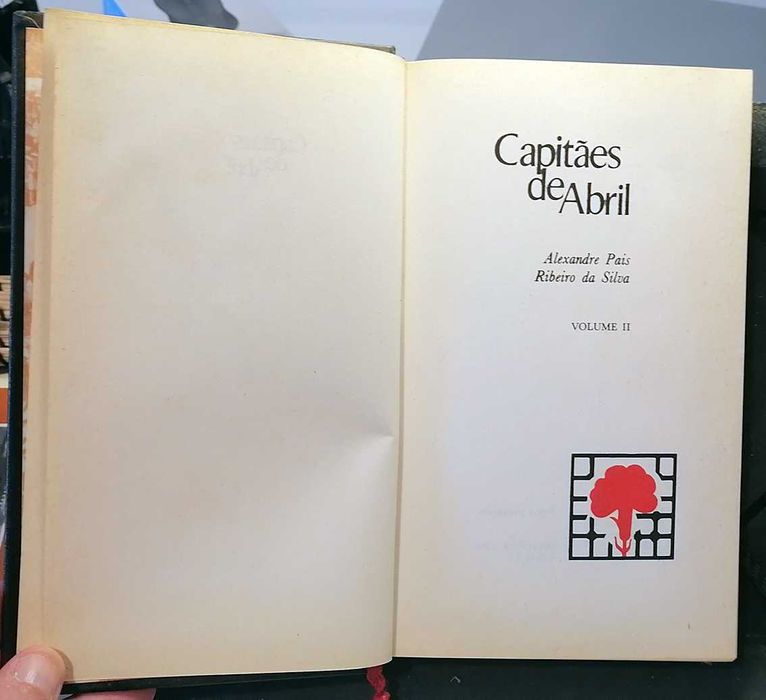 Capitães
de Abril
Alexandre Pais
Ribeiro da Silva
VOLUME II